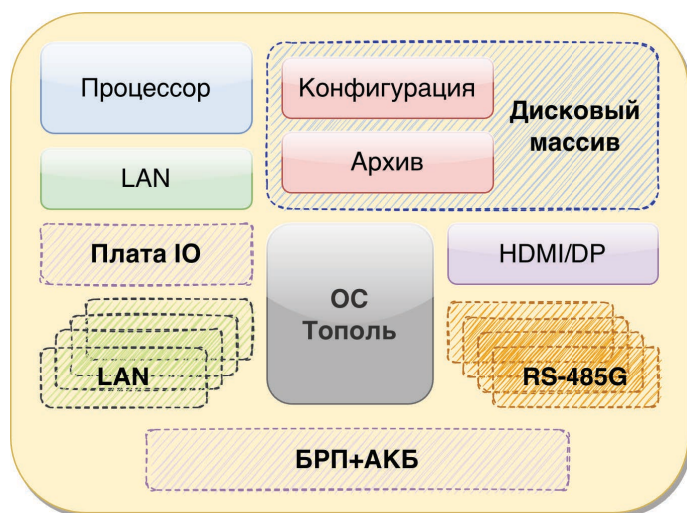 Процессор
Конфигурация
Дисковый
массив
Архив
LAN
Плата IO
ОС
Тополь
HDMI/DP
LAN
RS-485G
БРП+АКБ